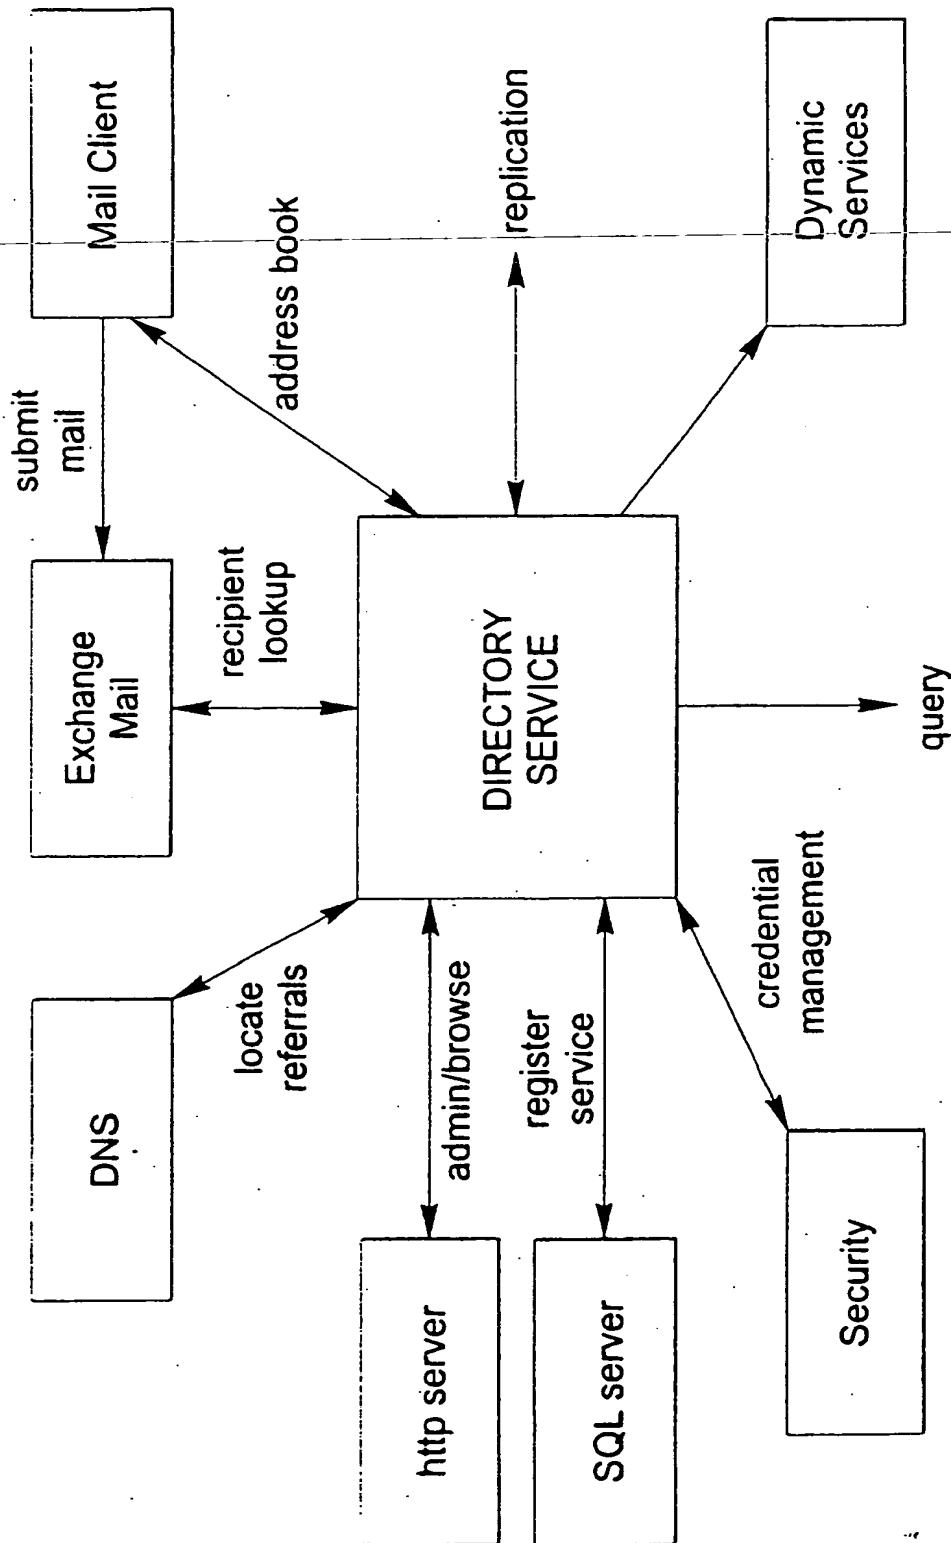 DNS
Exchange
Mail
Mail Client
submit
mail
locate
referrals
recipient
lookup
address book
http server
admin/browse
DIRECTORY
SERVICE
replication
SQL server
register
service
Security
credential
management
query
Dynamic
Services